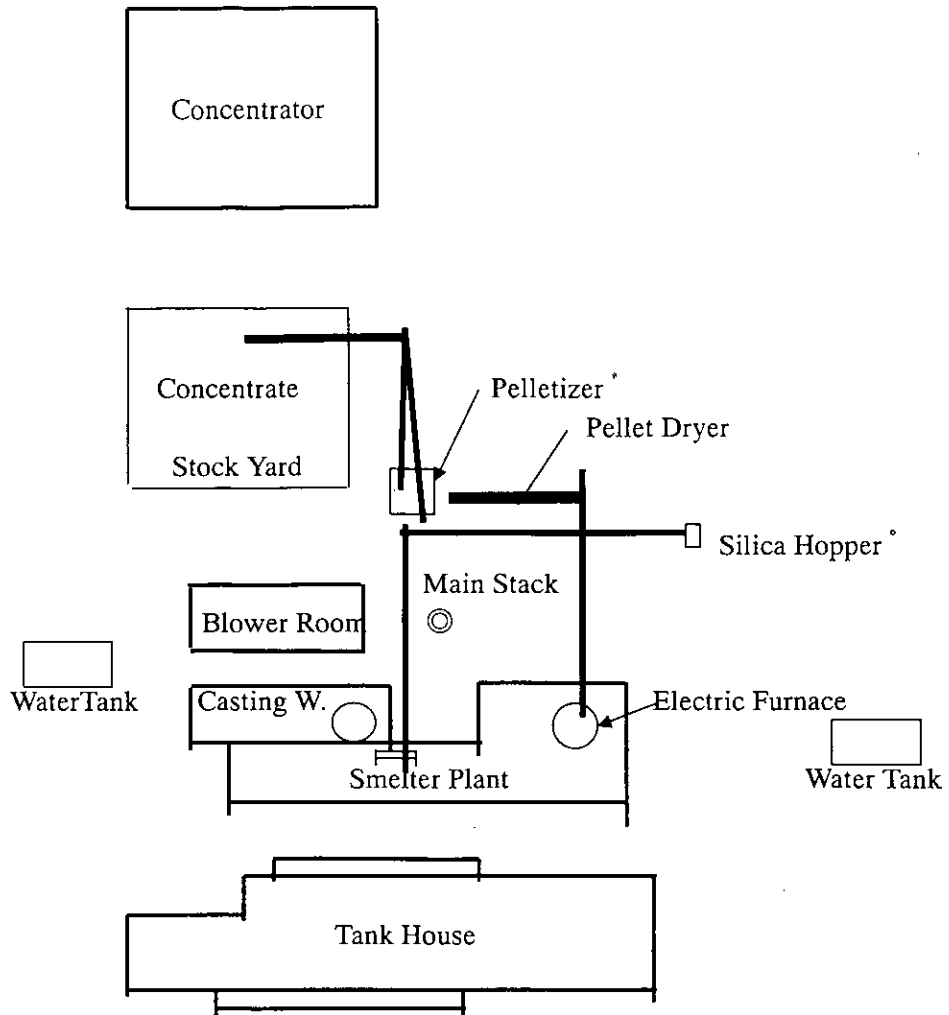 Concentrator
Concentrate
Stock Yard
Pelletizer
Pellet Dryer
Silica Hopper
Main Stack
Blower Room
WaterTank
Casting W.
Electric Furnace
Smelter Plant
Water Tank
Tank House